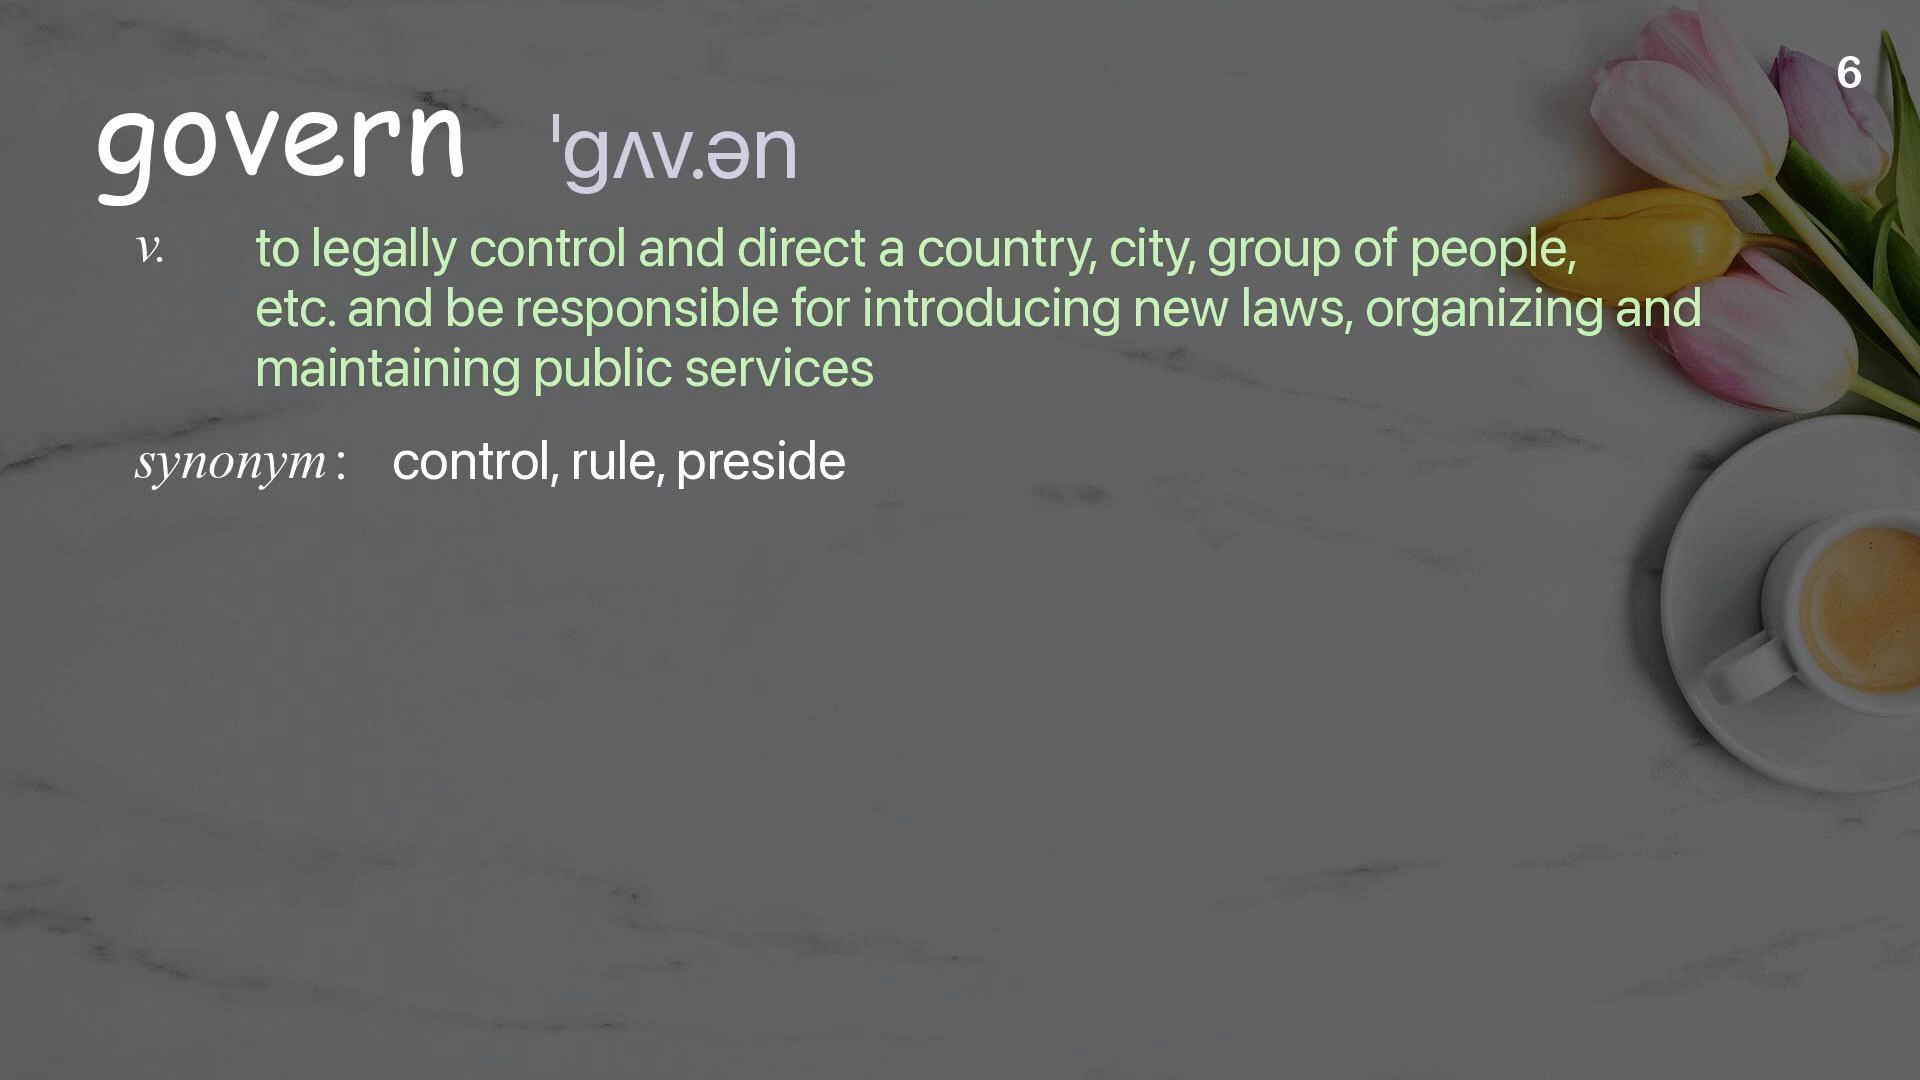 6
govern ˈgʌv.ən
v. to legally control and direct a country, city, group of people,
etc. and be responsible for introducing new laws, organizing and
maintaining public services
synonym: control, rule, preside